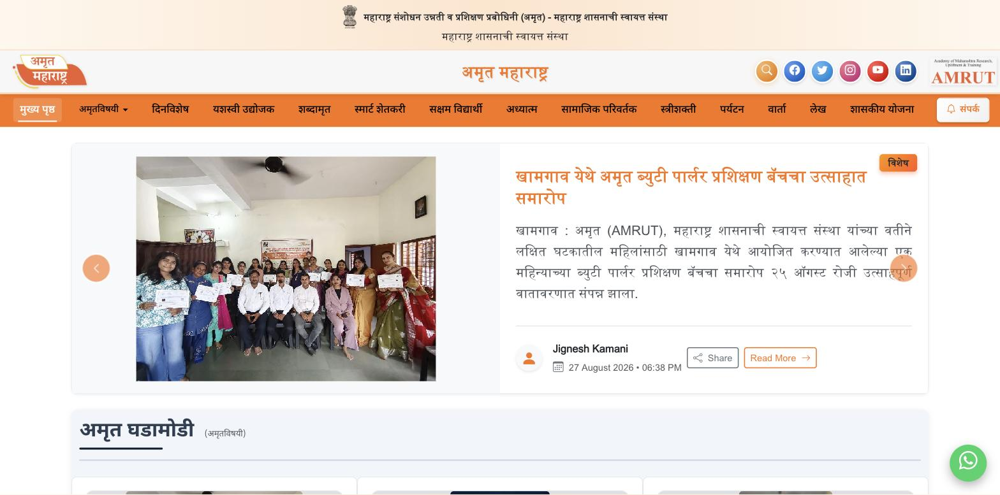 महाराष्ट्र संशोधन उन्नती व प्रशिक्षण प्रबोधिनी (अमृत) - महाराष्ट्र शासनाची स्वायत्त संस्था
महाराष्ट्र शासनाची स्वायत्त संस्था
अमृत
महाराष्ट्र
अमृत महाराष्ट्र
Academy of Maharashtra Research,
Upliftment & Training
AMRUT
मुख्य पृष्ठ अमृतविषयी दिनविशेष यशस्वी उद्योजक शब्दामृत स्मार्ट शेतकरी सक्षम विद्यार्थी अध्यात्म सामाजिक परिवर्तक स्त्रीशक्ती पर्यटन वार्ता लेख शासकीय योजना संपर्क
विशेष
खामगाव येथे अमृत ब्युटी पार्लर प्रशिक्षण बॅचचा उत्साहात
समारोप
खामगाव : अमृत (AMRUT), महाराष्ट्र शासनाची स्वायत्त संस्था यांच्या वतीने
लक्षित घटकातील महिलांसाठी खामगाव येथे आयोजित करण्यात आलेल्या एक
महिन्याच्या ब्युटी पार्लर प्रशिक्षण बॅचचा समारोप २५ ऑगस्ट रोजी उत्साहपूर्ण
वातावरणात संपन्न झाला.
Jignesh Kamani
27 August 2026 • 06:38 PM
Share
Read More
अमृत घडामोडी (अमृतविषयी)